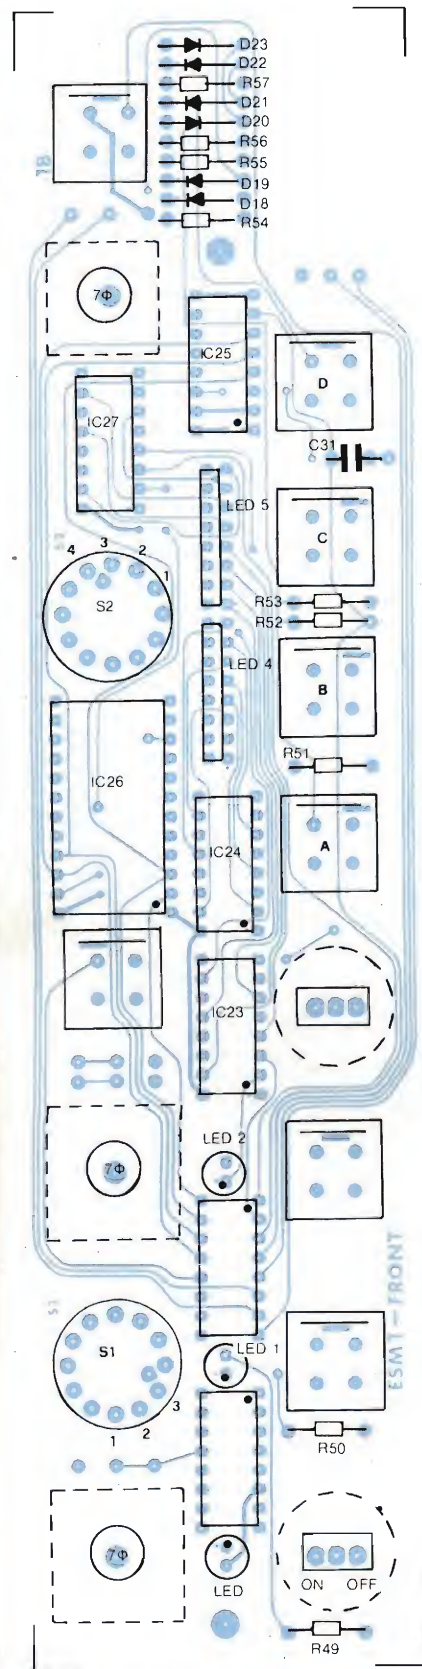 D23
D22
R57
D21
D20
R56
R55
D19
D18
R54
7Φ
IC25
D
IC27
C31
LED 5
C
4 3 2 1
S2
R53
R52
LED 4
B
R51
IC26
A
IC24
IC23
LED 2
7Φ
ESMT-FRONT
LED 1
S1
3
2
1
R50
7Φ
LED
ON OFF
R49